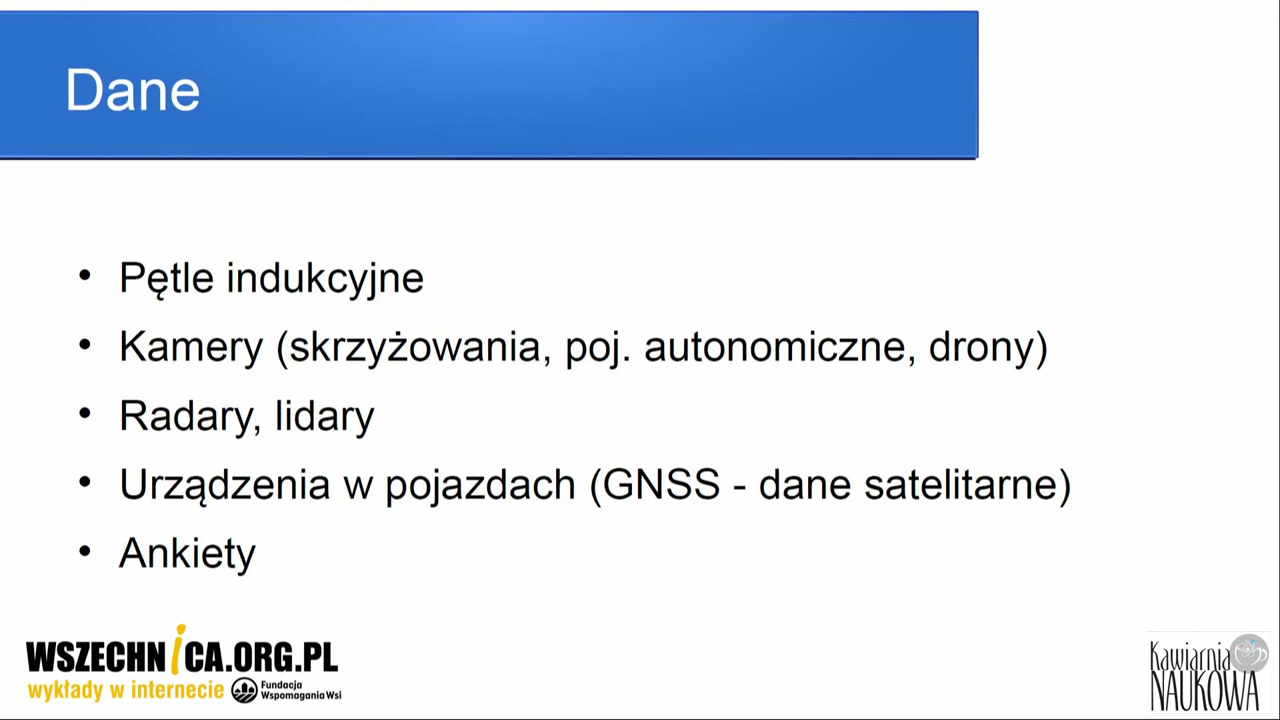 Dane
• Pętle indukcyjne
• Kamery (skrzyżowania, poj. autonomiczne, drony)
• Radary, lidary
• Urządzenia w pojazdach (GNSS - dane satelitarne)
• Ankiety
WSZECHNiCA.ORG.PL
wykłady w internecie
Fundacja
Wspomagania Wsi
Kawiarnia
NAUKOWA